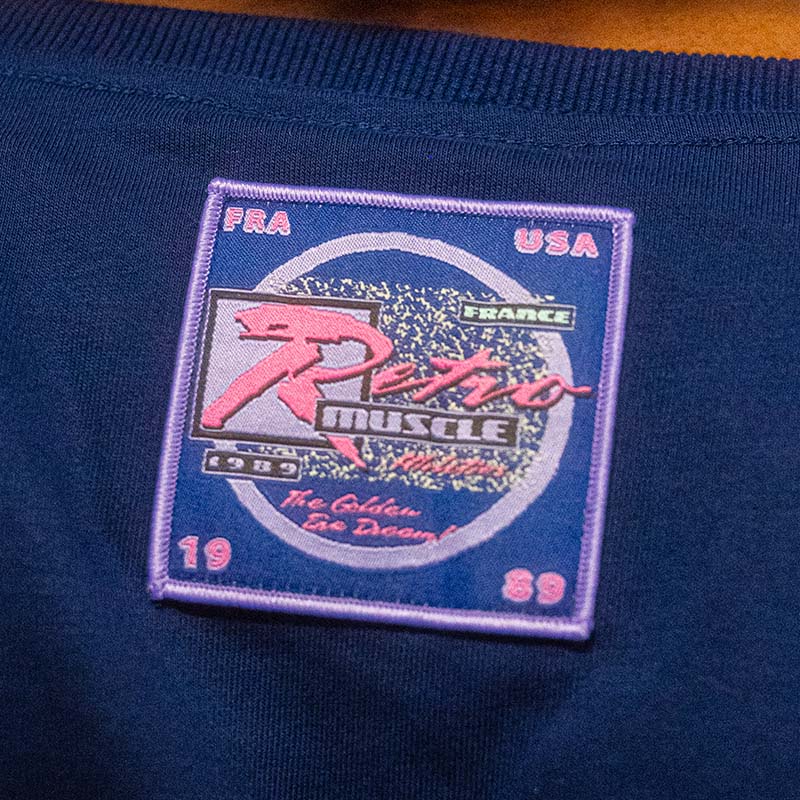 FRA
USA
FRANCE
Retro
MUSCLE
Athletics
1989
The Golden
Era Dream!
19
89